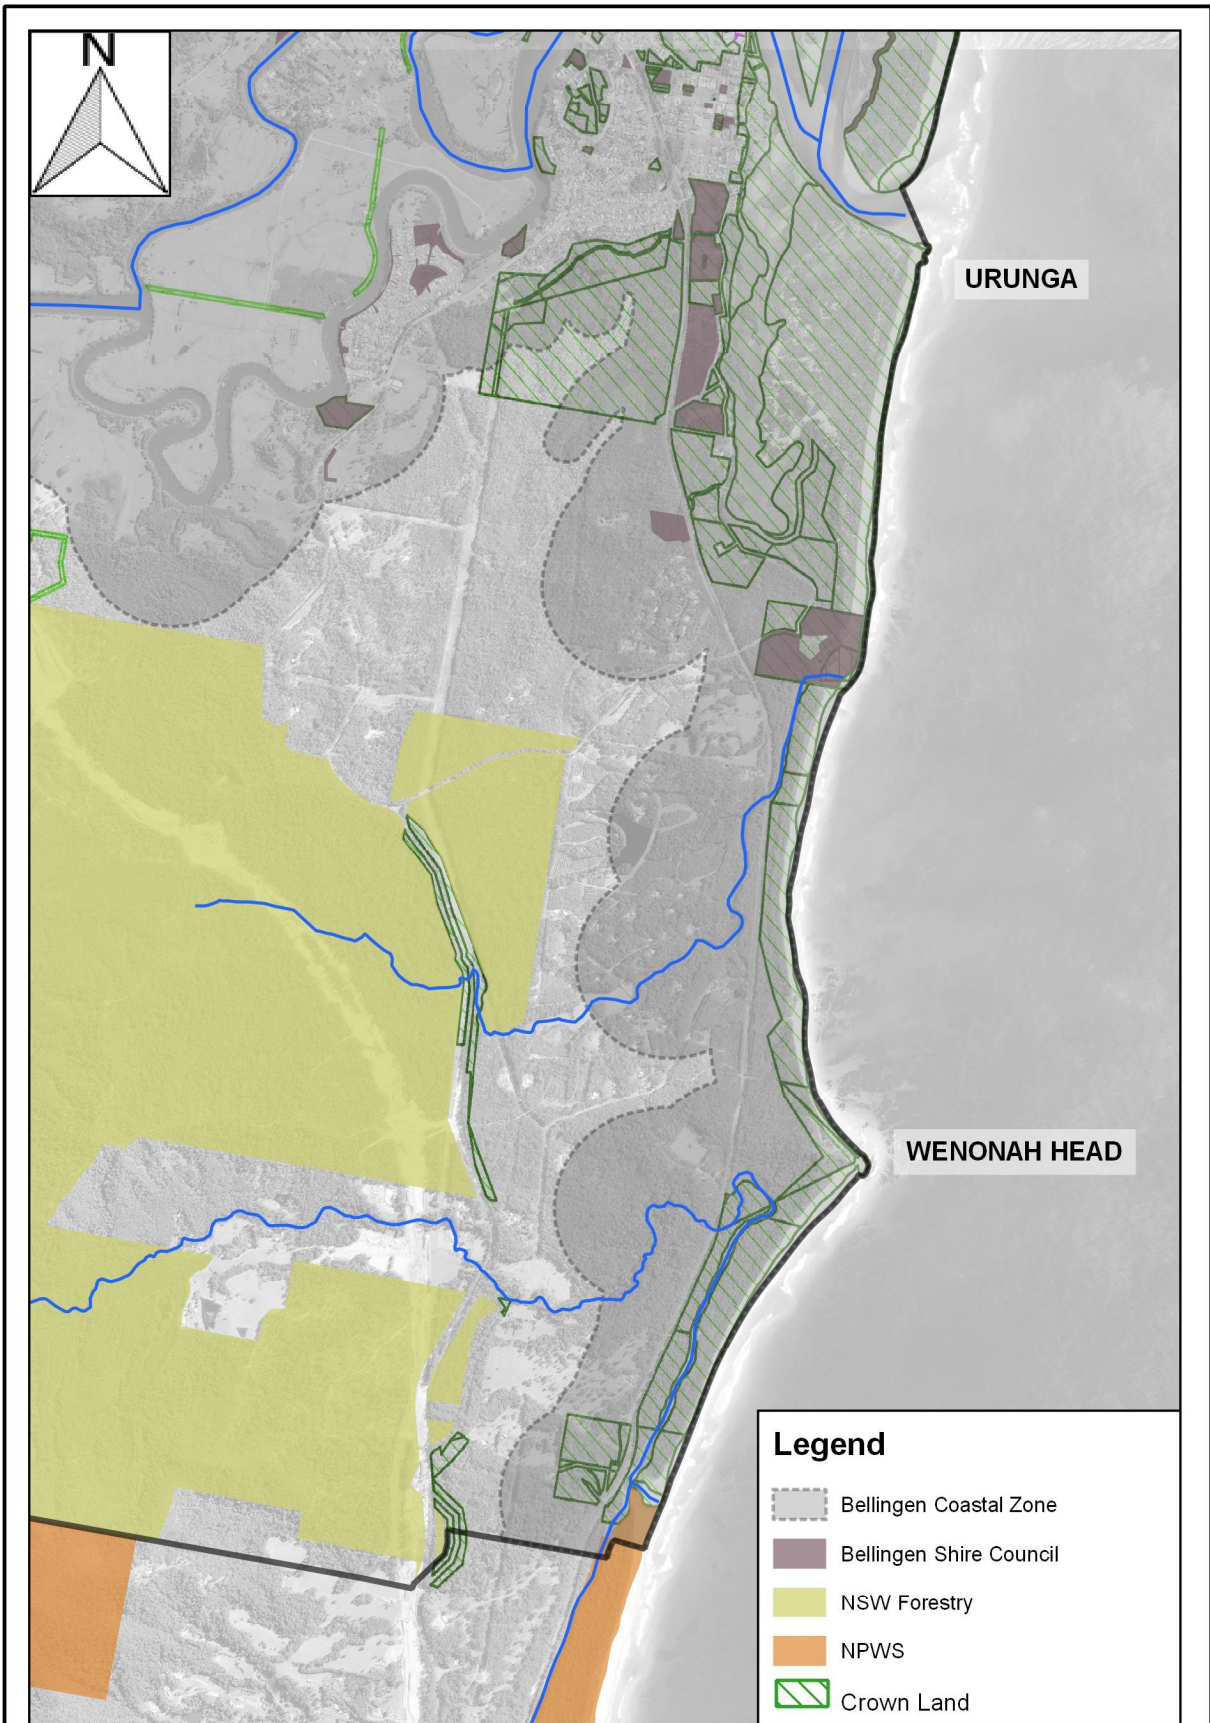 N
URUNGA
WENONAH HEAD
Legend
Bellingen Coastal Zone
Bellingen Shire Council
NSW Forestry
NPWS
Crown Land